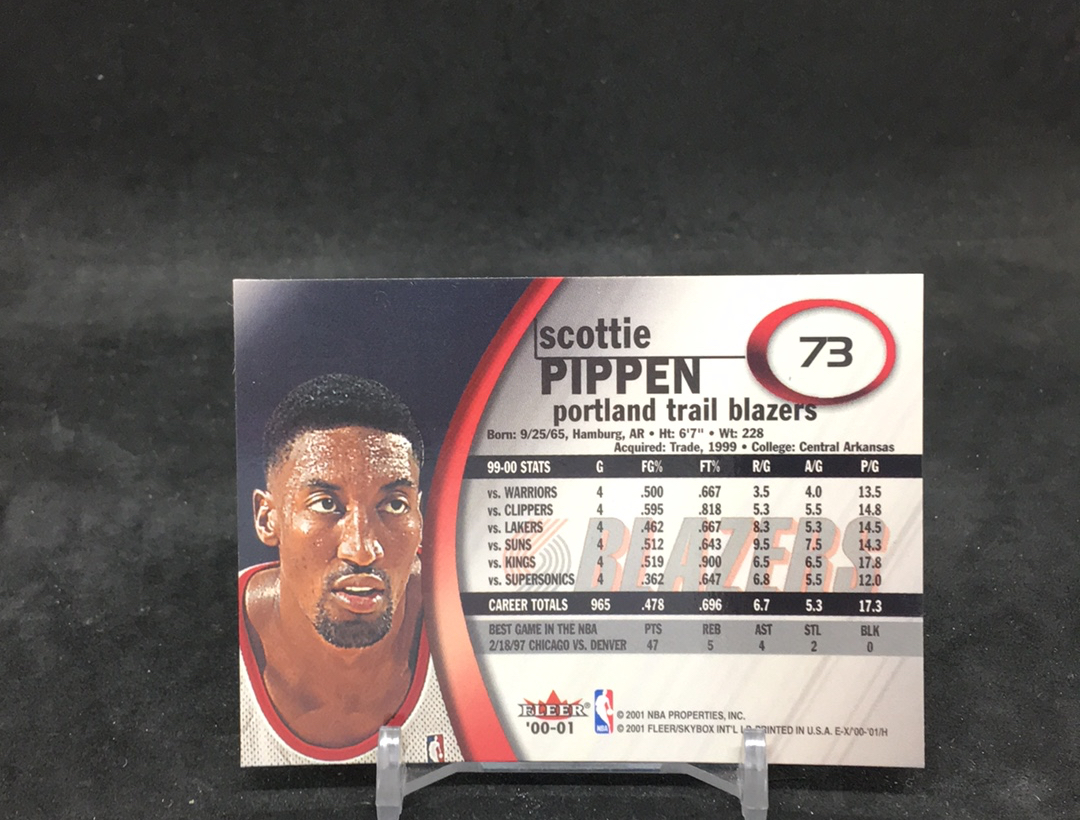 scottie
PIPPEN
73
portland trail blazers
Born: 9/25/65, Hamburg, AR • Ht: 6'7" • Wt: 228
Acquired: Trade, 1999 • College: Central Arkansas
99-00 STATS G FG% FT% R/G A/G P/G
vs. WARRIORS 4 .500 .667 3.5 4.0 13.5
vs. CLIPPERS 4 .595 .818 5.3 5.5 14.8
vs. LAKERS 4 .462 .667 8.3 5.3 14.5
vs. SUNS 4 .512 .643 9.5 7.5 14.3
vs. KINGS 4 .519 .900 6.5 6.5 17.8
vs. SUPERSONICS 4 .362 .647 6.8 5.5 12.0
BLAZERS
CAREER TOTALS 965 .478 .696 6.7 5.3 17.3
BEST GAME IN THE NBA PTS REB AST STL BLK
2/18/97 CHICAGO VS. DENVER 47 5 4 2 0
FLEER®
'00-01
NBA
© 2001 NBA PROPERTIES, INC.
© 2001 FLEER/SKYBOX INT'L PRINTED IN U.S.A. E-X/'00-'01/H